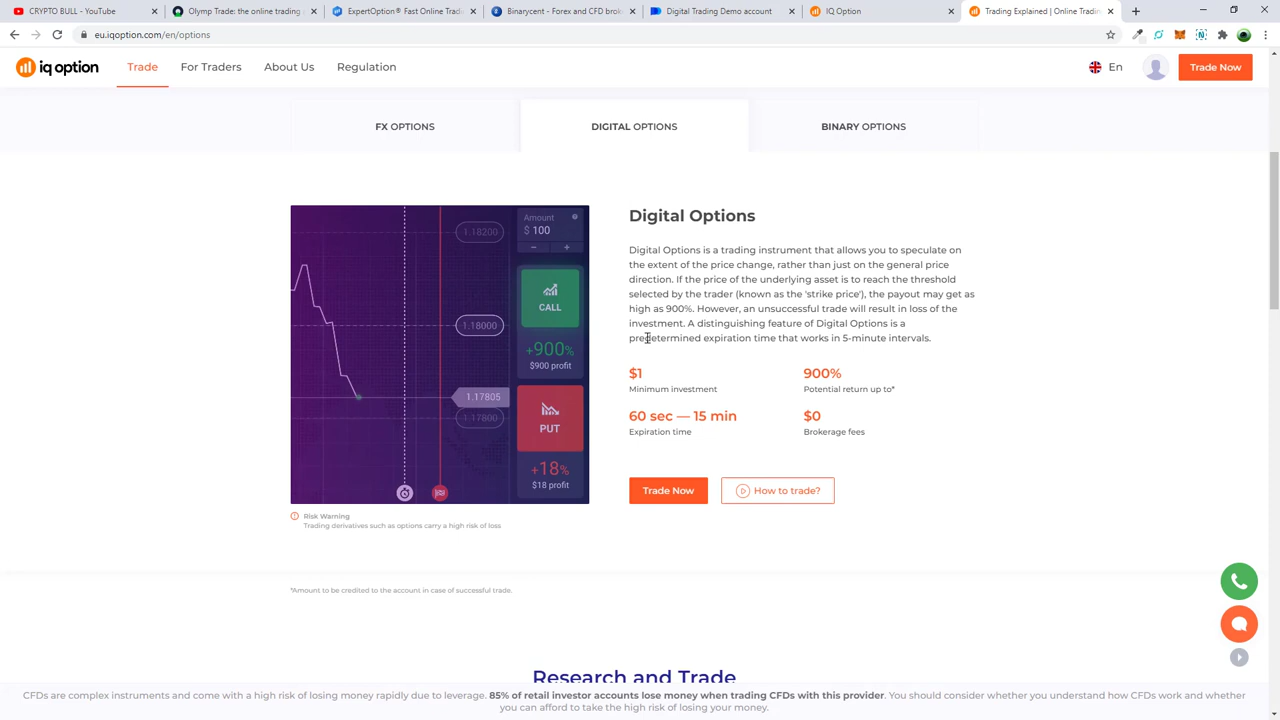 CRYPTO BULL - YouTube
Olymp Trade: the online trading
ExpertOption® Fast Online Trade
Binarycent – Forex and CFD brok
Digital Trading Demo account
IQ Option
Trading Explained | Online Tradin
eu.iqoption.com/en/options
iq option
Trade
For Traders
About Us
Regulation
En
Trade Now
FX OPTIONS
DIGITAL OPTIONS
BINARY OPTIONS
Amount
$ 100
1.18200
CALL
1.18000
+900%
$900 profit
1.17805
1.17800
PUT
+18%
$18 profit
Risk Warning
Trading derivatives such as options carry a high risk of loss
Digital Options
Digital Options is a trading instrument that allows you to speculate on
the extent of the price change, rather than just on the general price
direction. If the price of the underlying asset is to reach the threshold
selected by the trader (known as the 'strike price'), the payout may get as
high as 900%. However, an unsuccessful trade will result in loss of the
investment. A distinguishing feature of Digital Options is a
predetermined expiration time that works in 5-minute intervals.
$1
Minimum investment
900%
Potential return up to*
60 sec — 15 min
Expiration time
$0
Brokerage fees
Trade Now
How to trade?
*Amount to be credited to the account in case of successful trade.
Research and Trade
CFDs are complex instruments and come with a high risk of losing money rapidly due to leverage. 85% of retail investor accounts lose money when trading CFDs with this provider. You should consider whether you understand how CFDs work and whether
you can afford to take the high risk of losing your money.